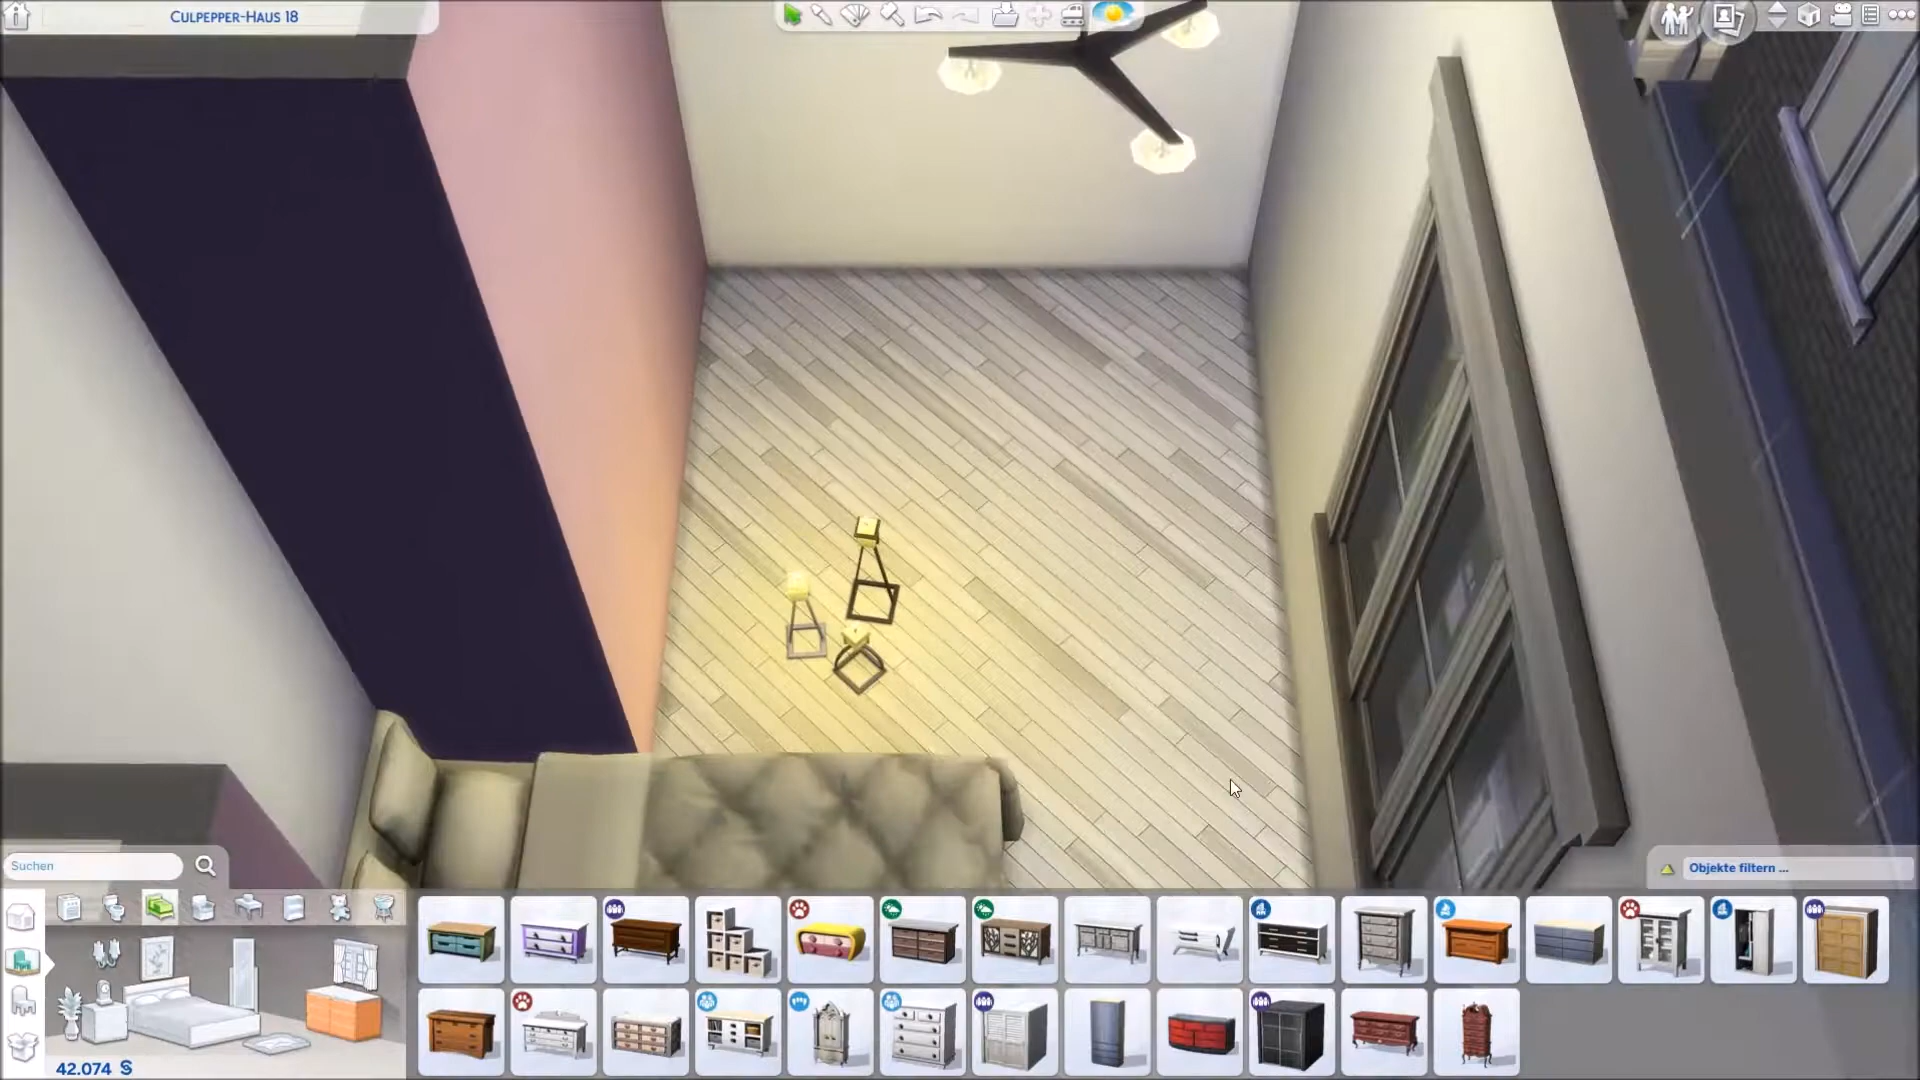 Culpepper-Haus 18
Suchen
Objekte filtern ...
42.074 S